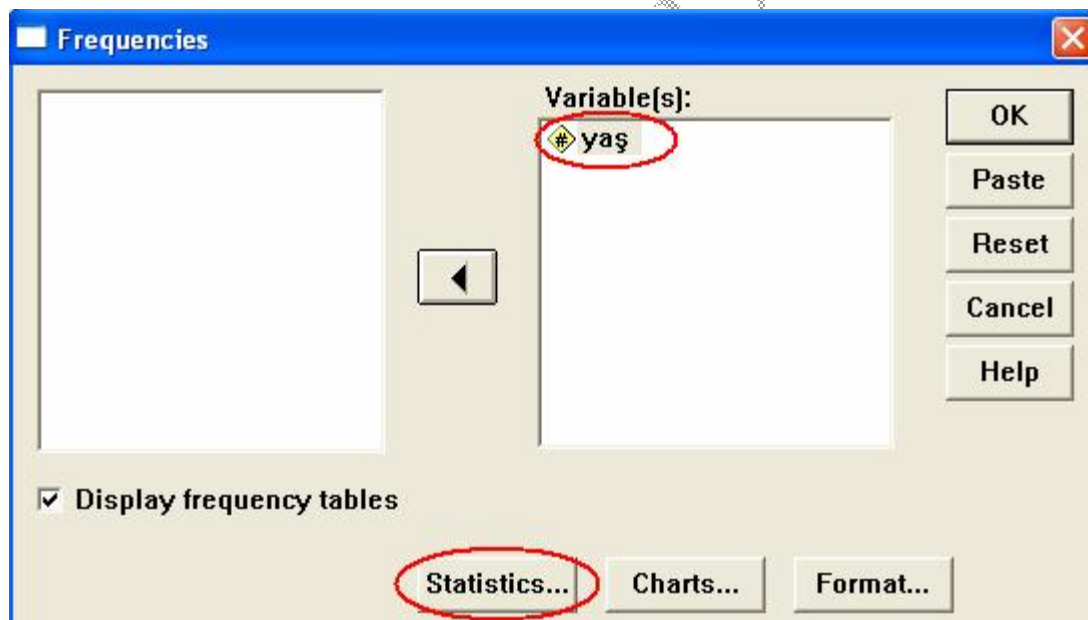 Frequencies
Variable(s):
yaş
OK
Paste
Reset
Cancel
Help
Display frequency tables
Statistics...
Charts...
Format...